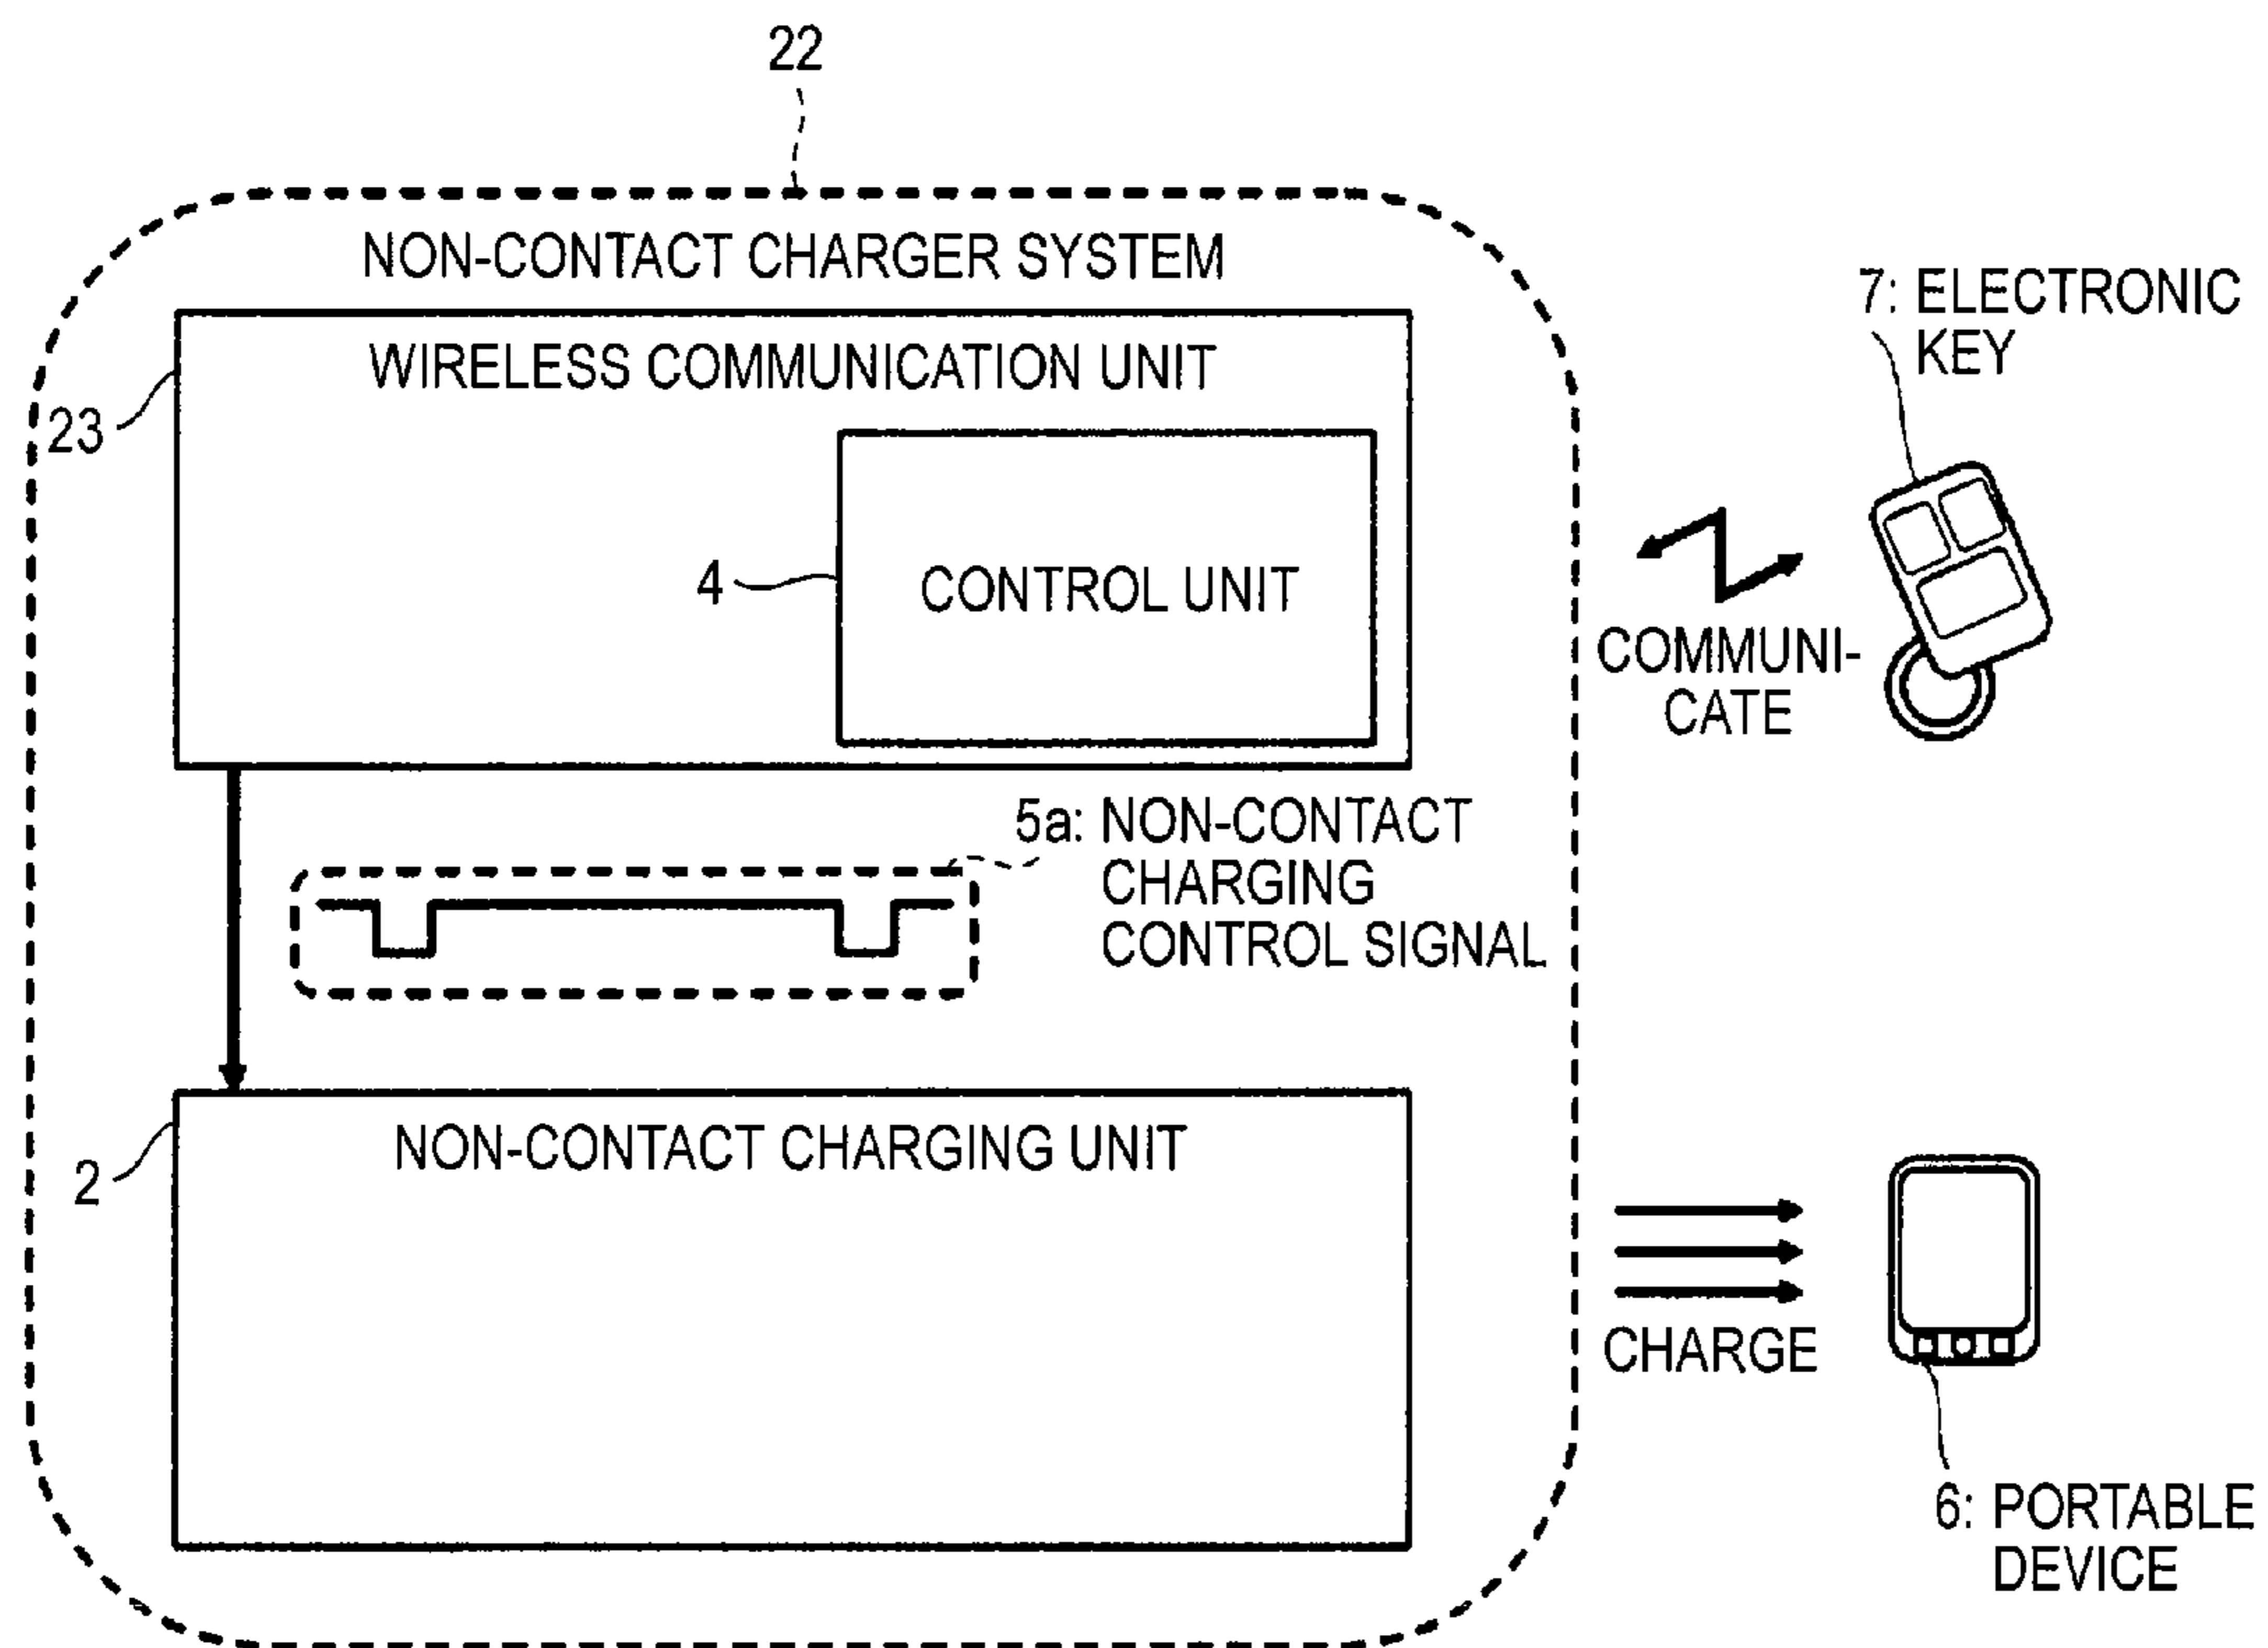 22
NON-CONTACT CHARGER SYSTEM
7: ELECTRONIC
KEY
WIRELESS COMMUNICATION UNIT
23
4
CONTROL UNIT
COMMUNI-
CATE
5a: NON-CONTACT
CHARGING
CONTROL SIGNAL
NON-CONTACT CHARGING UNIT
2
CHARGE
6: PORTABLE
DEVICE